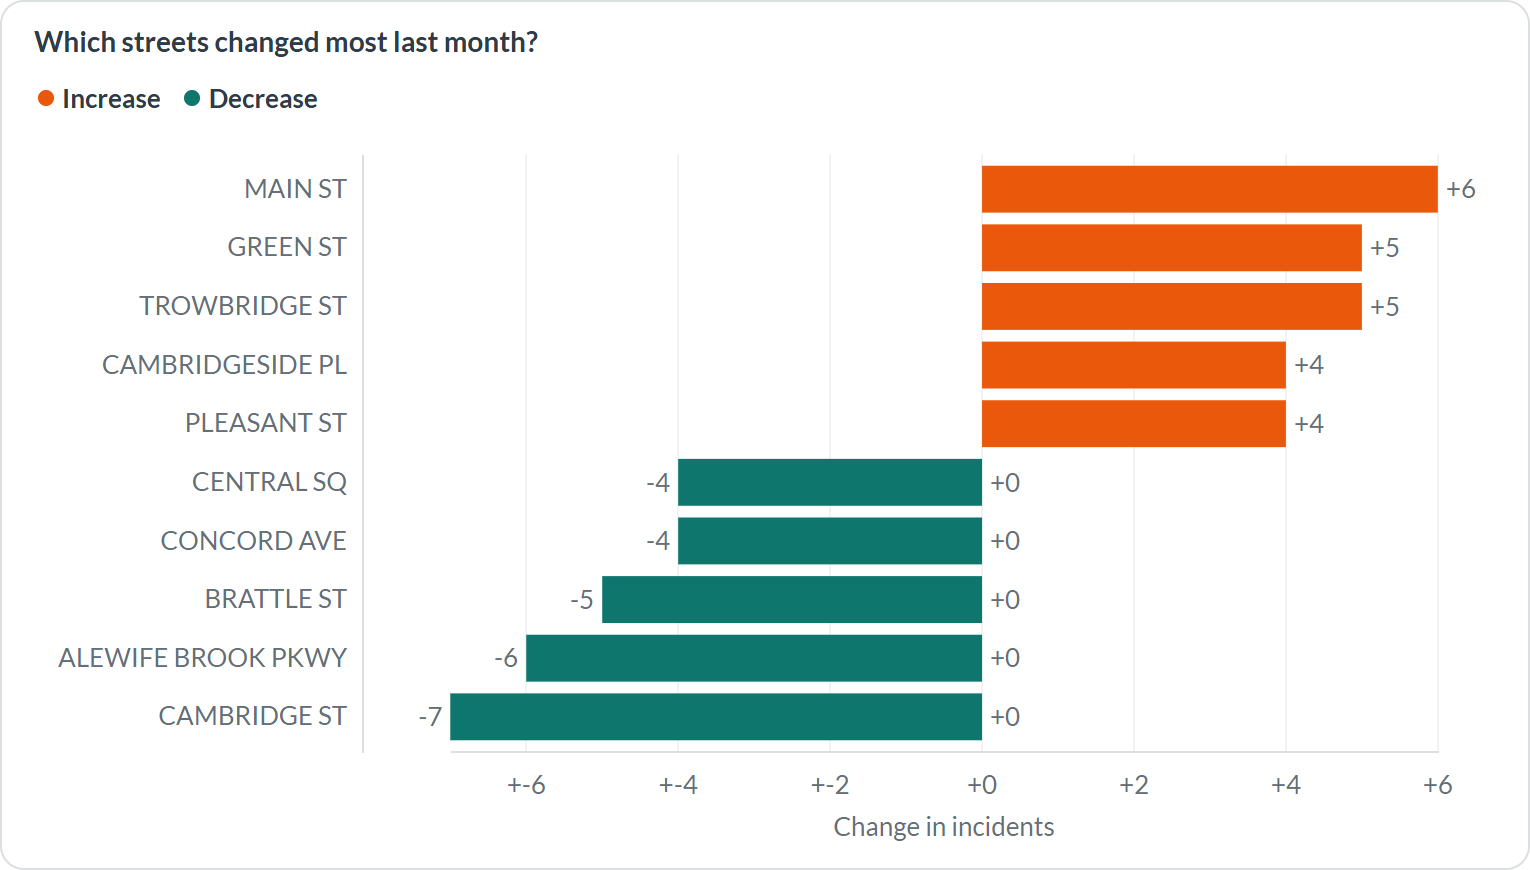 Which streets changed most last month?
Increase Decrease
MAIN ST +6
GREEN ST +5
TROWBRIDGE ST +5
CAMBRIDGESIDE PL +4
PLEASANT ST +4
CENTRAL SQ -4 +0
CONCORD AVE -4 +0
BRATTLE ST -5 +0
ALEWIFE BROOK PKWY -6 +0
CAMBRIDGE ST -7 +0
+-6 +-4 +-2 +0 +2 +4 +6
Change in incidents